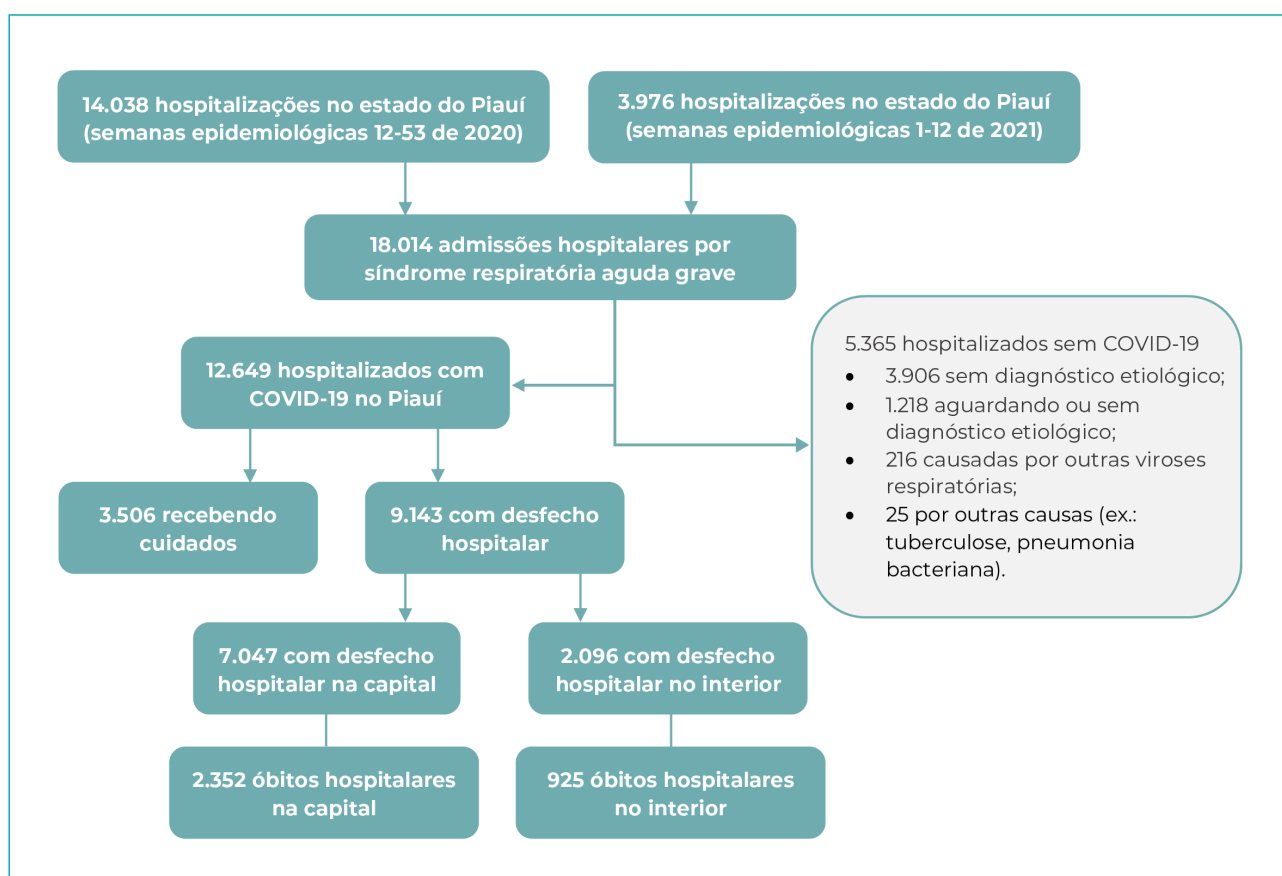 14.038 hospitalizações no estado do Piauí
(semanas epidemiológicas 12-53 de 2020)
3.976 hospitalizações no estado do Piauí
(semanas epidemiológicas 1-12 de 2021)
18.014 admissões hospitalares por
síndrome respiratória aguda grave
12.649 hospitalizados com
COVID-19 no Piauí
5.365 hospitalizados sem COVID-19
• 3.906 sem diagnóstico etiológico;
• 1.218 aguardando ou sem
diagnóstico etiológico;
• 216 causadas por outras viroses
respiratórias;
• 25 por outras causas (ex.:
tuberculose, pneumonia
bacteriana).
3.506 recebendo
cuidados
9.143 com desfecho
hospitalar
7.047 com desfecho
hospitalar na capital
2.096 com desfecho
hospitalar no interior
2.352 óbitos hospitalares
na capital
925 óbitos hospitalares
no interior